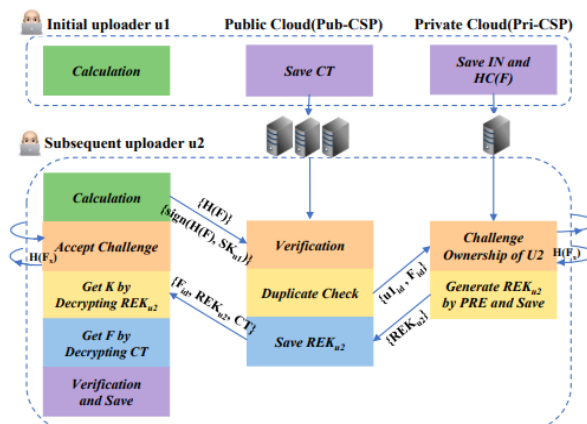 Initial uploader u1
Public Cloud(Pub-CSP)
Private Cloud(Pri-CSP)
Calculation
Save CT
Save IN and
HC(F)
Subsequent uploader u2
Calculation
{H(F)}
{sign(H(F), SKu1)}
Accept Challenge
H(Fx)
Verification
Challenge
Ownership of U2
H(Fx)
Get K by
Decrypting REKu2
{Fid, REKu2, CT}
Duplicate Check
{u1id , Fid}
Generate REKu2
by PRE and Save
Get F by
Decrypting CT
Save REKu2
{REKu2}
Verification
and Save